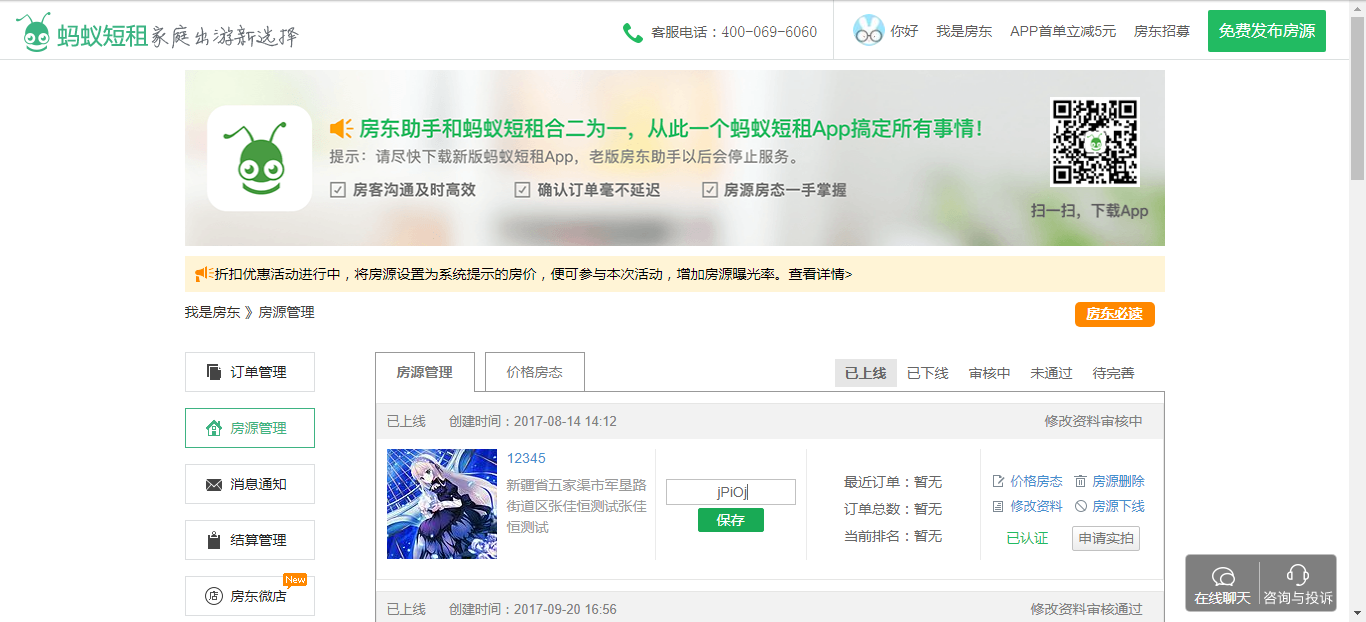 蚂蚁短租 家庭出游新选择
客服电话：400-069-6060
你好 我是房东 APP首单立减5元 房东招募 免费发布房源
房东助手和蚂蚁短租合二为一，从此一个蚂蚁短租App搞定所有事情！
提示：请尽快下载新版蚂蚁短租App，老版房东助手以后会停止服务。
房客沟通及时高效 确认订单毫不延迟 房源房态一手掌握
扫一扫，下载App
折扣优惠活动进行中，将房源设置为系统提示的房价，便可参与本次活动，增加房源曝光率。查看详情>
我是房东 》房源管理
房东必读
订单管理
房源管理
消息通知
结算管理
房东微店
店
New
房源管理 价格房态
已上线 已下线 审核中 未通过 待完善
已上线 创建时间：2017-08-14 14:12 修改资料审核中
12345
新疆省五家渠市军垦路
街道区张佳恒测试张佳
恒测试
jPiOj
保存
最近订单：暂无
订单总数：暂无
当前排名：暂无
价格房态 房源删除
修改资料 房源下线
已认证 申请实拍
已上线 创建时间：2017-09-20 16:56 修改资料审核通过
在线聊天 咨询与投诉